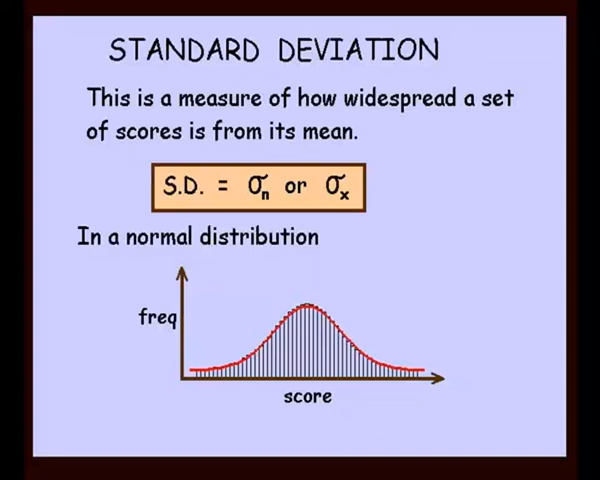 STANDARD DEVIATION
This is a measure of how widespread a set
of scores is from its mean.
S.D. = σₙ or σₓ
In a normal distribution
freq
score